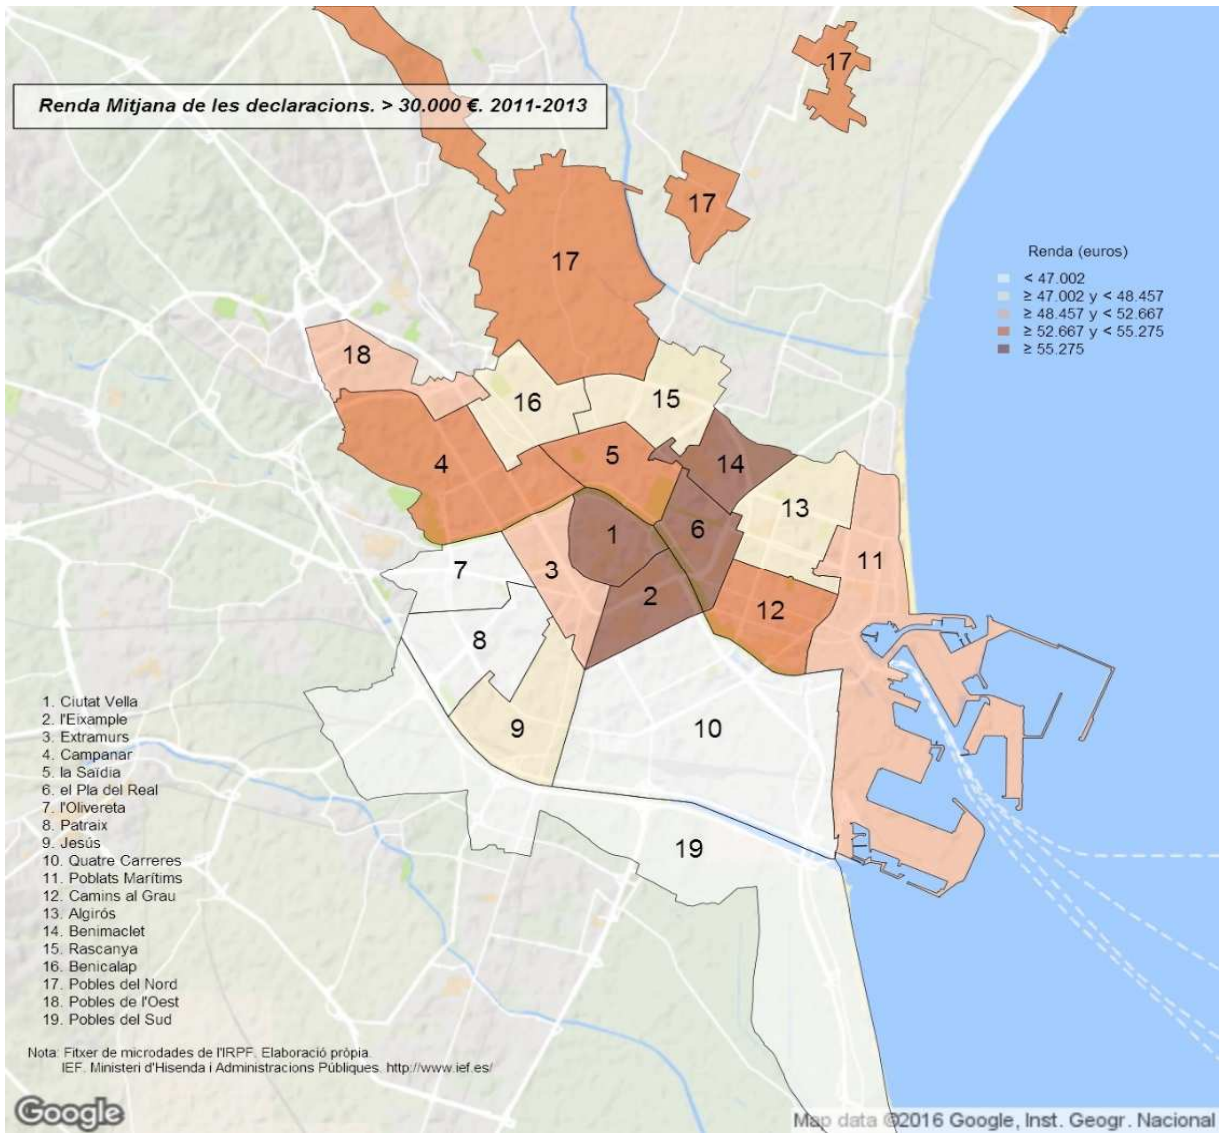 Renda Mitjana de les declaracions. > 30.000 €. 2011-2013
17
17
17
Renda (euros)
< 47.002
≥ 47.002 y < 48.457
≥ 48.457 y < 52.667
≥ 52.667 y < 55.275
≥ 55.275
18
16
15
4
5
14
13
1
6
11
7
3
2
12
8
9
10
19
1. Ciutat Vella
2. l'Eixample
3. Extramurs
4. Campanar
5. la Saïdia
6. el Pla del Real
7. l'Olivereta
8. Patraix
9. Jesús
10. Quatre Carreres
11. Poblats Marítims
12. Camins al Grau
13. Algirós
14. Benimaclet
15. Rascanya
16. Benicalap
17. Pobles del Nord
18. Pobles de l'Oest
19. Pobles del Sud
Nota: Fitxer de microdades de l'IRPF. Elaboració pròpia.
IEF. Ministeri d'Hisenda i Administracions Públiques. http://www.ief.es/
Google
Map data ©2016 Google, Inst. Geogr. Nacional